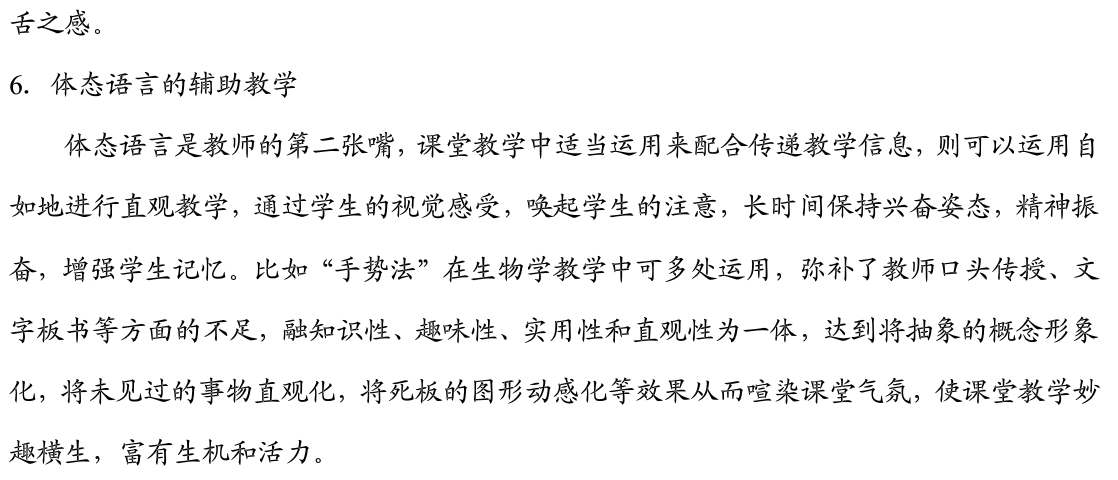 舌之感。
6. 体态语言的辅助教学
体态语言是教师的第二张嘴，课堂教学中适当运用来配合传递教学信息，则可以运用自
如地进行直观教学，通过学生的视觉感受，唤起学生的注意，长时间保持兴奋姿态，精神振
奋，增强学生记忆。比如“手势法”在生物学教学中可多处运用，弥补了教师口头传授、文
字板书等方面的不足，融知识性、趣味性、实用性和直观性为一体，达到将抽象的概念形象
化，将未见过的事物直观化，将死板的图形动感化等效果从而喧染课堂气氛，使课堂教学妙
趣横生，富有生机和活力。